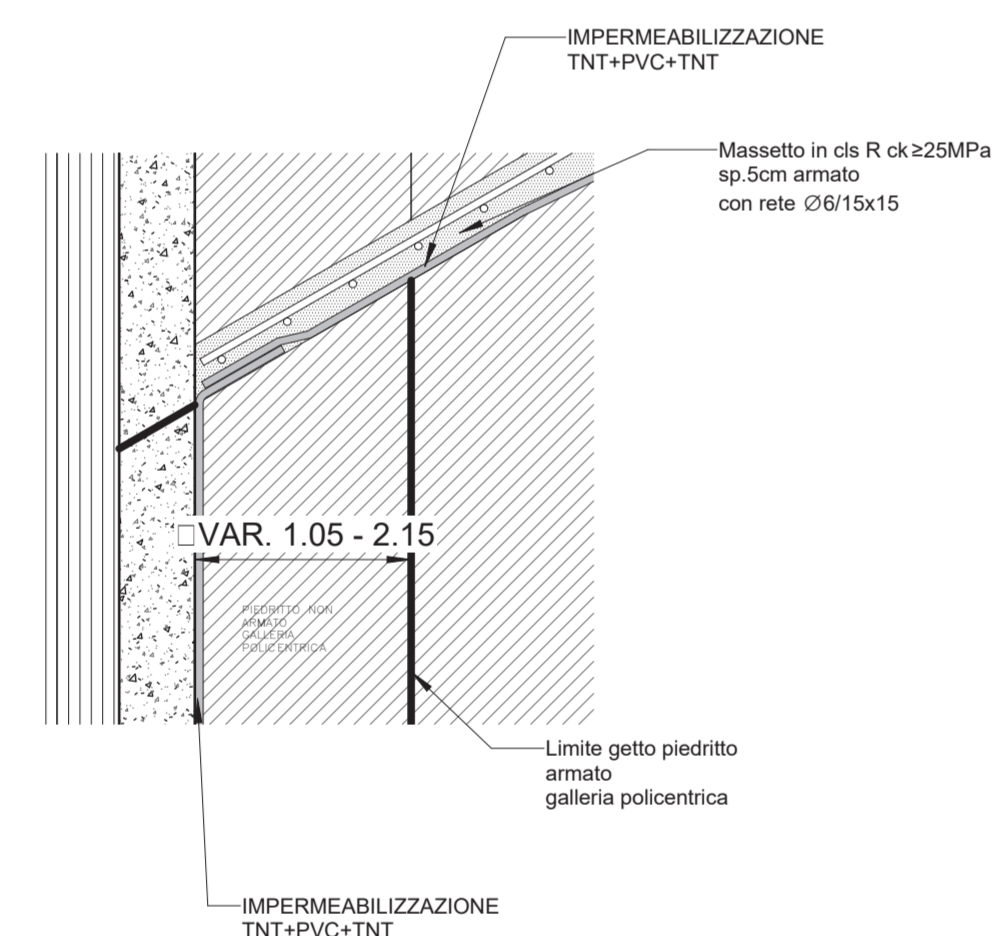 IMPERMEABILIZZAZIONE
TNT+PVC+TNT
Massetto in cls R ck≥25MPa
sp.5cm armato
con rete Ø6/15x15
□VAR. 1.05 - 2.15
PIEDRITTO NON
ARMATO
GALLERIA
POLICENTRICA
Limite getto piedritto
armato
galleria policentrica
IMPERMEABILIZZAZIONE
TNT+PVC+TNT